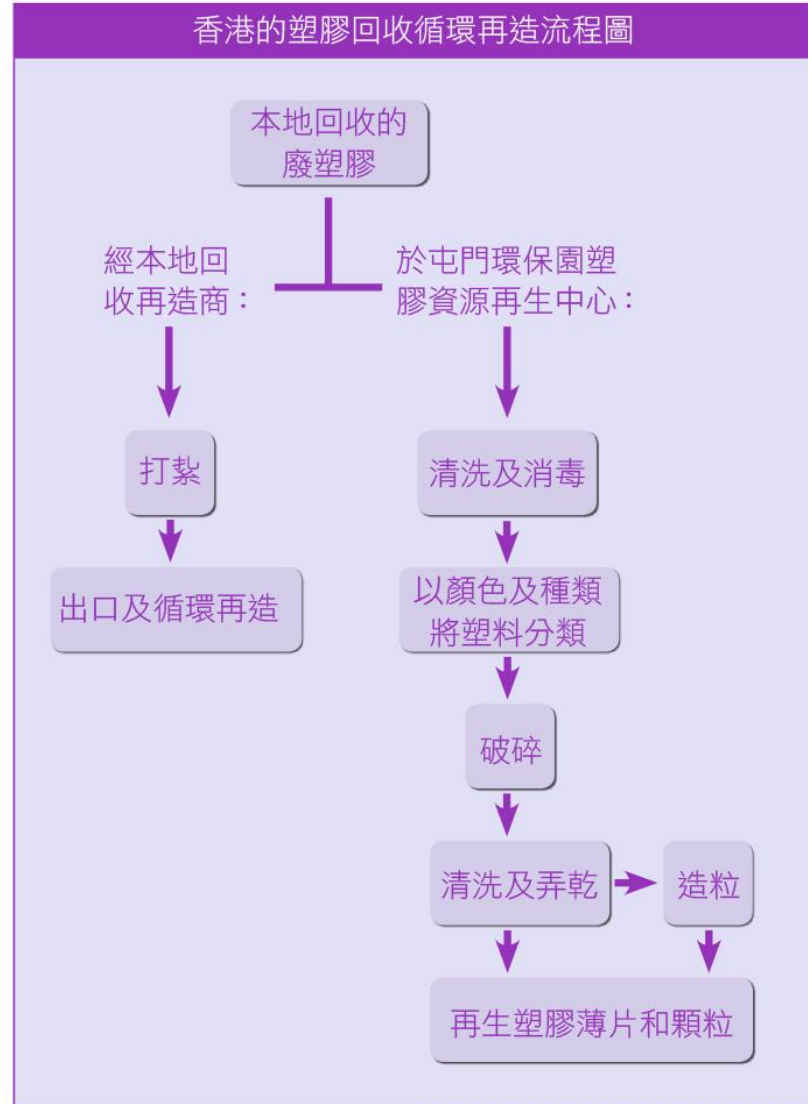 香港的塑膠回收循環再造流程圖
本地回收的
廢塑膠
經本地回
收再造商：
於屯門環保園塑
膠資源再生中心：
打紮
清洗及消毒
出口及循環再造
以顏色及種類
將塑料分類
破碎
清洗及弄乾
造粒
再生塑膠薄片和顆粒